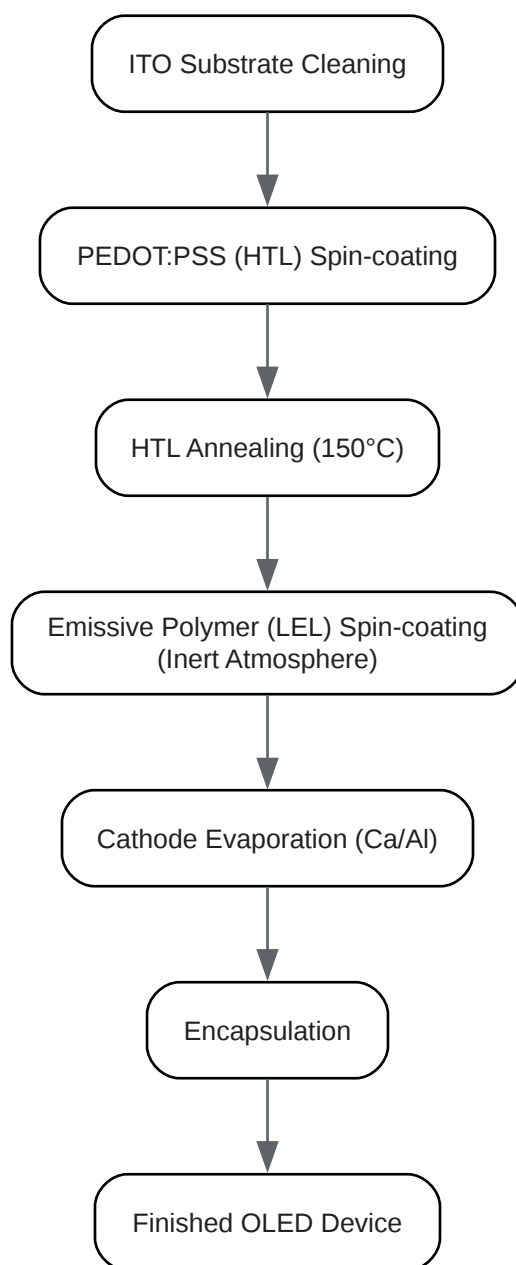 ITO Substrate Cleaning
PEDOT:PSS (HTL) Spin-coating
HTL Annealing (150°C)
Emissive Polymer (LEL) Spin-coating
(Inert Atmosphere)
Cathode Evaporation (Ca/Al)
Encapsulation
Finished OLED Device